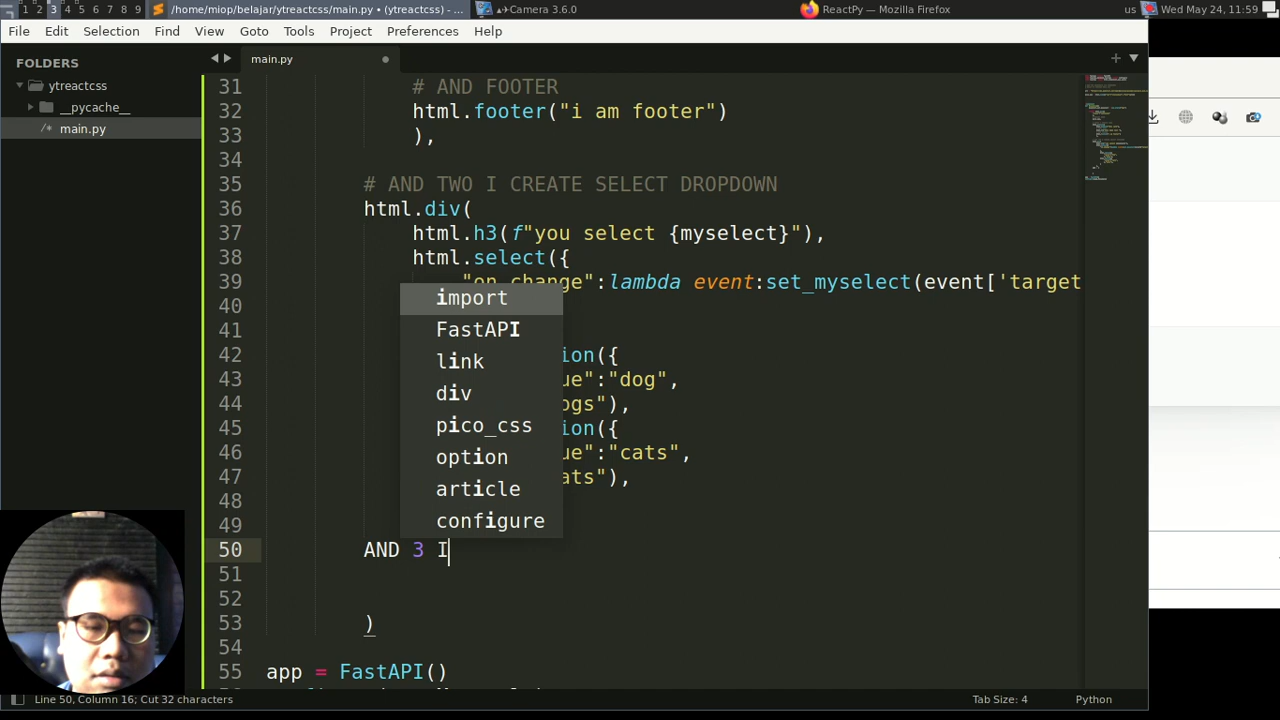 1 2 3 4 5 6 7 8 9 /home/miop/belajar/ytreactcss/main.py • (ytreactcss) - ... Camera 3.6.0 ReactPy — Mozilla Firefox us Wed May 24, 11:59
File Edit Selection Find View Goto Tools Project Preferences Help
FOLDERS
ytreactcss
__pycache__
/* main.py
main.py
31 # AND FOOTER
32 html.footer("i am footer")
33 ),
34
35 # AND TWO I CREATE SELECT DROPDOWN
36 html.div(
37 html.h3(f"you select {myselect}"),
38 html.select({
39 "on_change":lambda event:set_myselect(event['target
40
41
42 ion({
43 ue":"dog",
44 ogs"),
45 ion({
46 ue":"cats",
47 ats"),
48
49
50 AND 3 I
51
52
53 )
54
55 app = FastAPI()
import
FastAPI
link
div
pico_css
option
article
configure
Line 50, Column 16; Cut 32 characters Tab Size: 4 Python